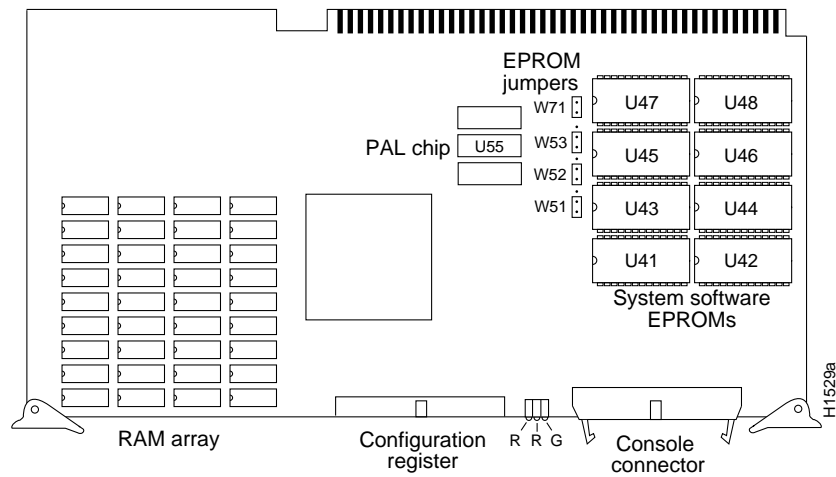 EPROM
jumpers
W71
U47
U48
PAL chip
U55
W53
U45
U46
W52
W51
U43
U44
U41
U42
System software
EPROMs
H1529a
RAM array
Configuration
register
R R G
Console
connector